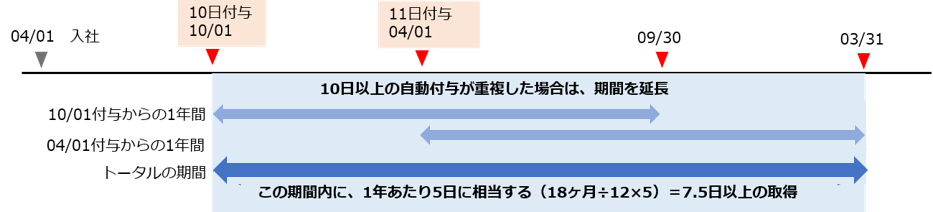 10日付与
10/01
11日付与
04/01
04/01 入社
09/30
03/31
10日以上の自動付与が重複した場合は、期間を延長
10/01付与からの1年間
04/01付与からの1年間
トータルの期間
この期間内に、1年あたり5日に相当する（18ヶ月÷12×5）＝7.5日以上の取得